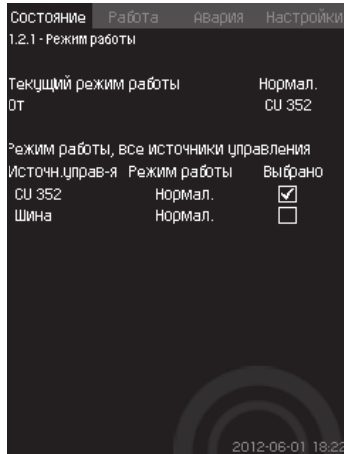 Состояние Работа Авария Настройки
1.2.1 - Режим работы
Текущий режим работы Нормал.
От CU 352
Режим работы, все источники управления
Источн.управ-я Режим работы Выбрано
CU 352 Нормал.
Шина Нормал.
2012-06-01 18:22